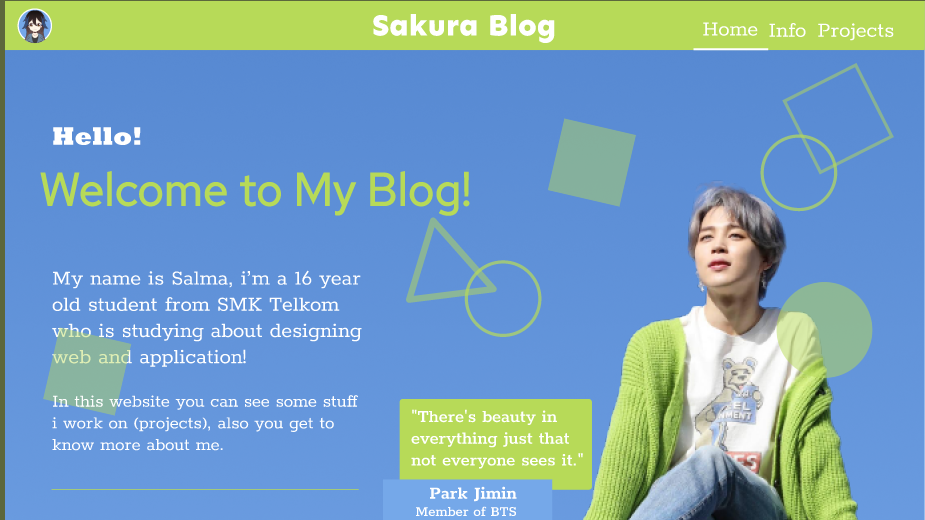 Sakura Blog
Home Info Projects
Hello!
Welcome to My Blog!
My name is Salma, i'm a 16 year
old student from SMK Telkom
who is studying about designing
web and application!
In this website you can see some stuff
i work on (projects), also you get to
know more about me.
"There's beauty in
everything just that
not everyone sees it."
Park Jimin
Member of BTS